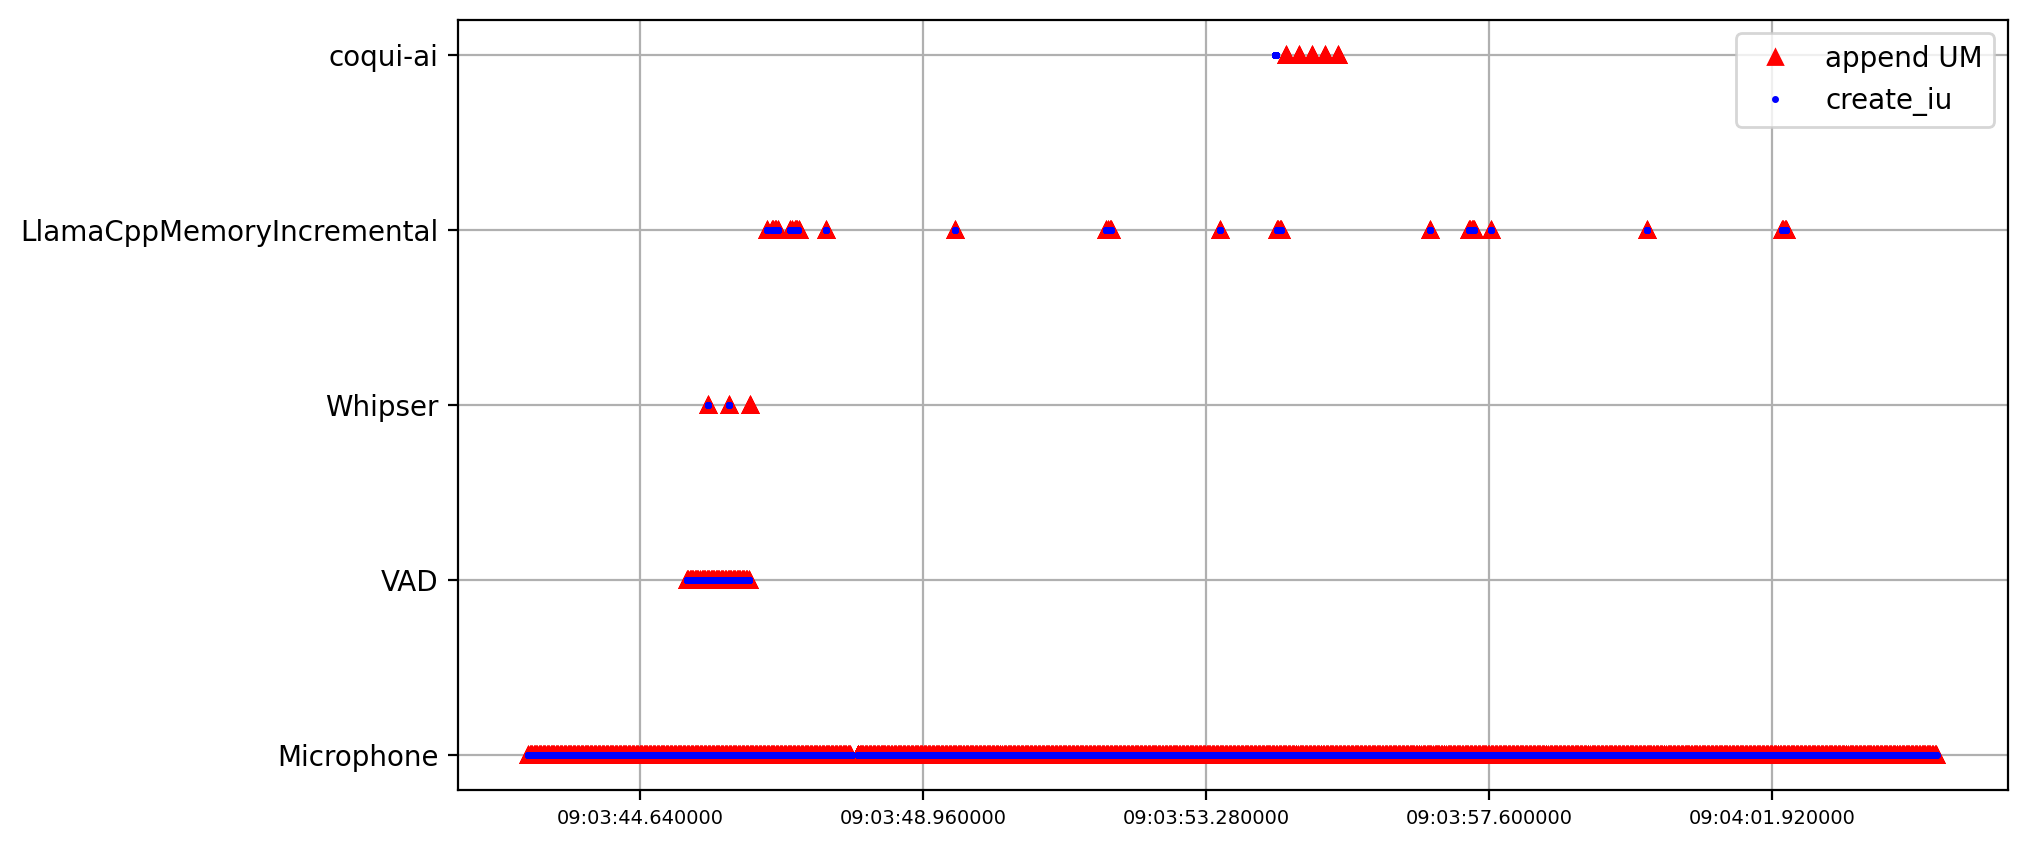 coqui-ai
append UM
create_iu
LlamaCppMemoryIncremental
Whipser
VAD
Microphone
09:03:44.640000
09:03:48.960000
09:03:53.280000
09:03:57.600000
09:04:01.920000